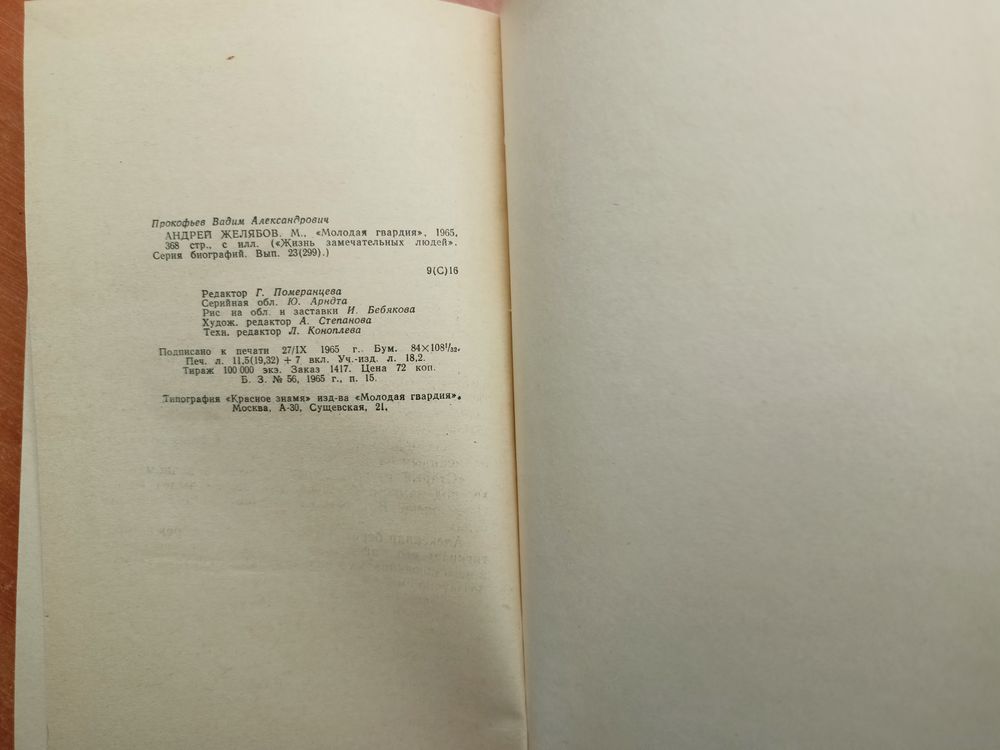 Прокофьев Вадим Александрович
АНДРЕЙ ЖЕЛЯБОВ. М., «Молодая гвардия», 1965,
368 стр., с илл. («Жизнь замечательных людей».
Серия биографий. Вып. 23(299).)
9(С)16
Редактор Г. Померанцева
Серийная обл. Ю. Арндта
Рис на обл. и заставки И. Бебякова
Худож. редактор А. Степанова
Техн. редактор Л. Коноплева
Подписано к печати 27/IX 1965 г. Бум. 84×108¹/₃₂.
Печ. л. 11,5(19,32) + 7 вкл. Уч.-изд. л. 18,2.
Тираж 100 000 экз. Заказ 1417. Цена 72 коп.
Б. З. № 56, 1965 г., п. 15.
Типография «Красное знамя» изд-ва «Молодая гвардия».
Москва, А-30, Сущевская, 21.